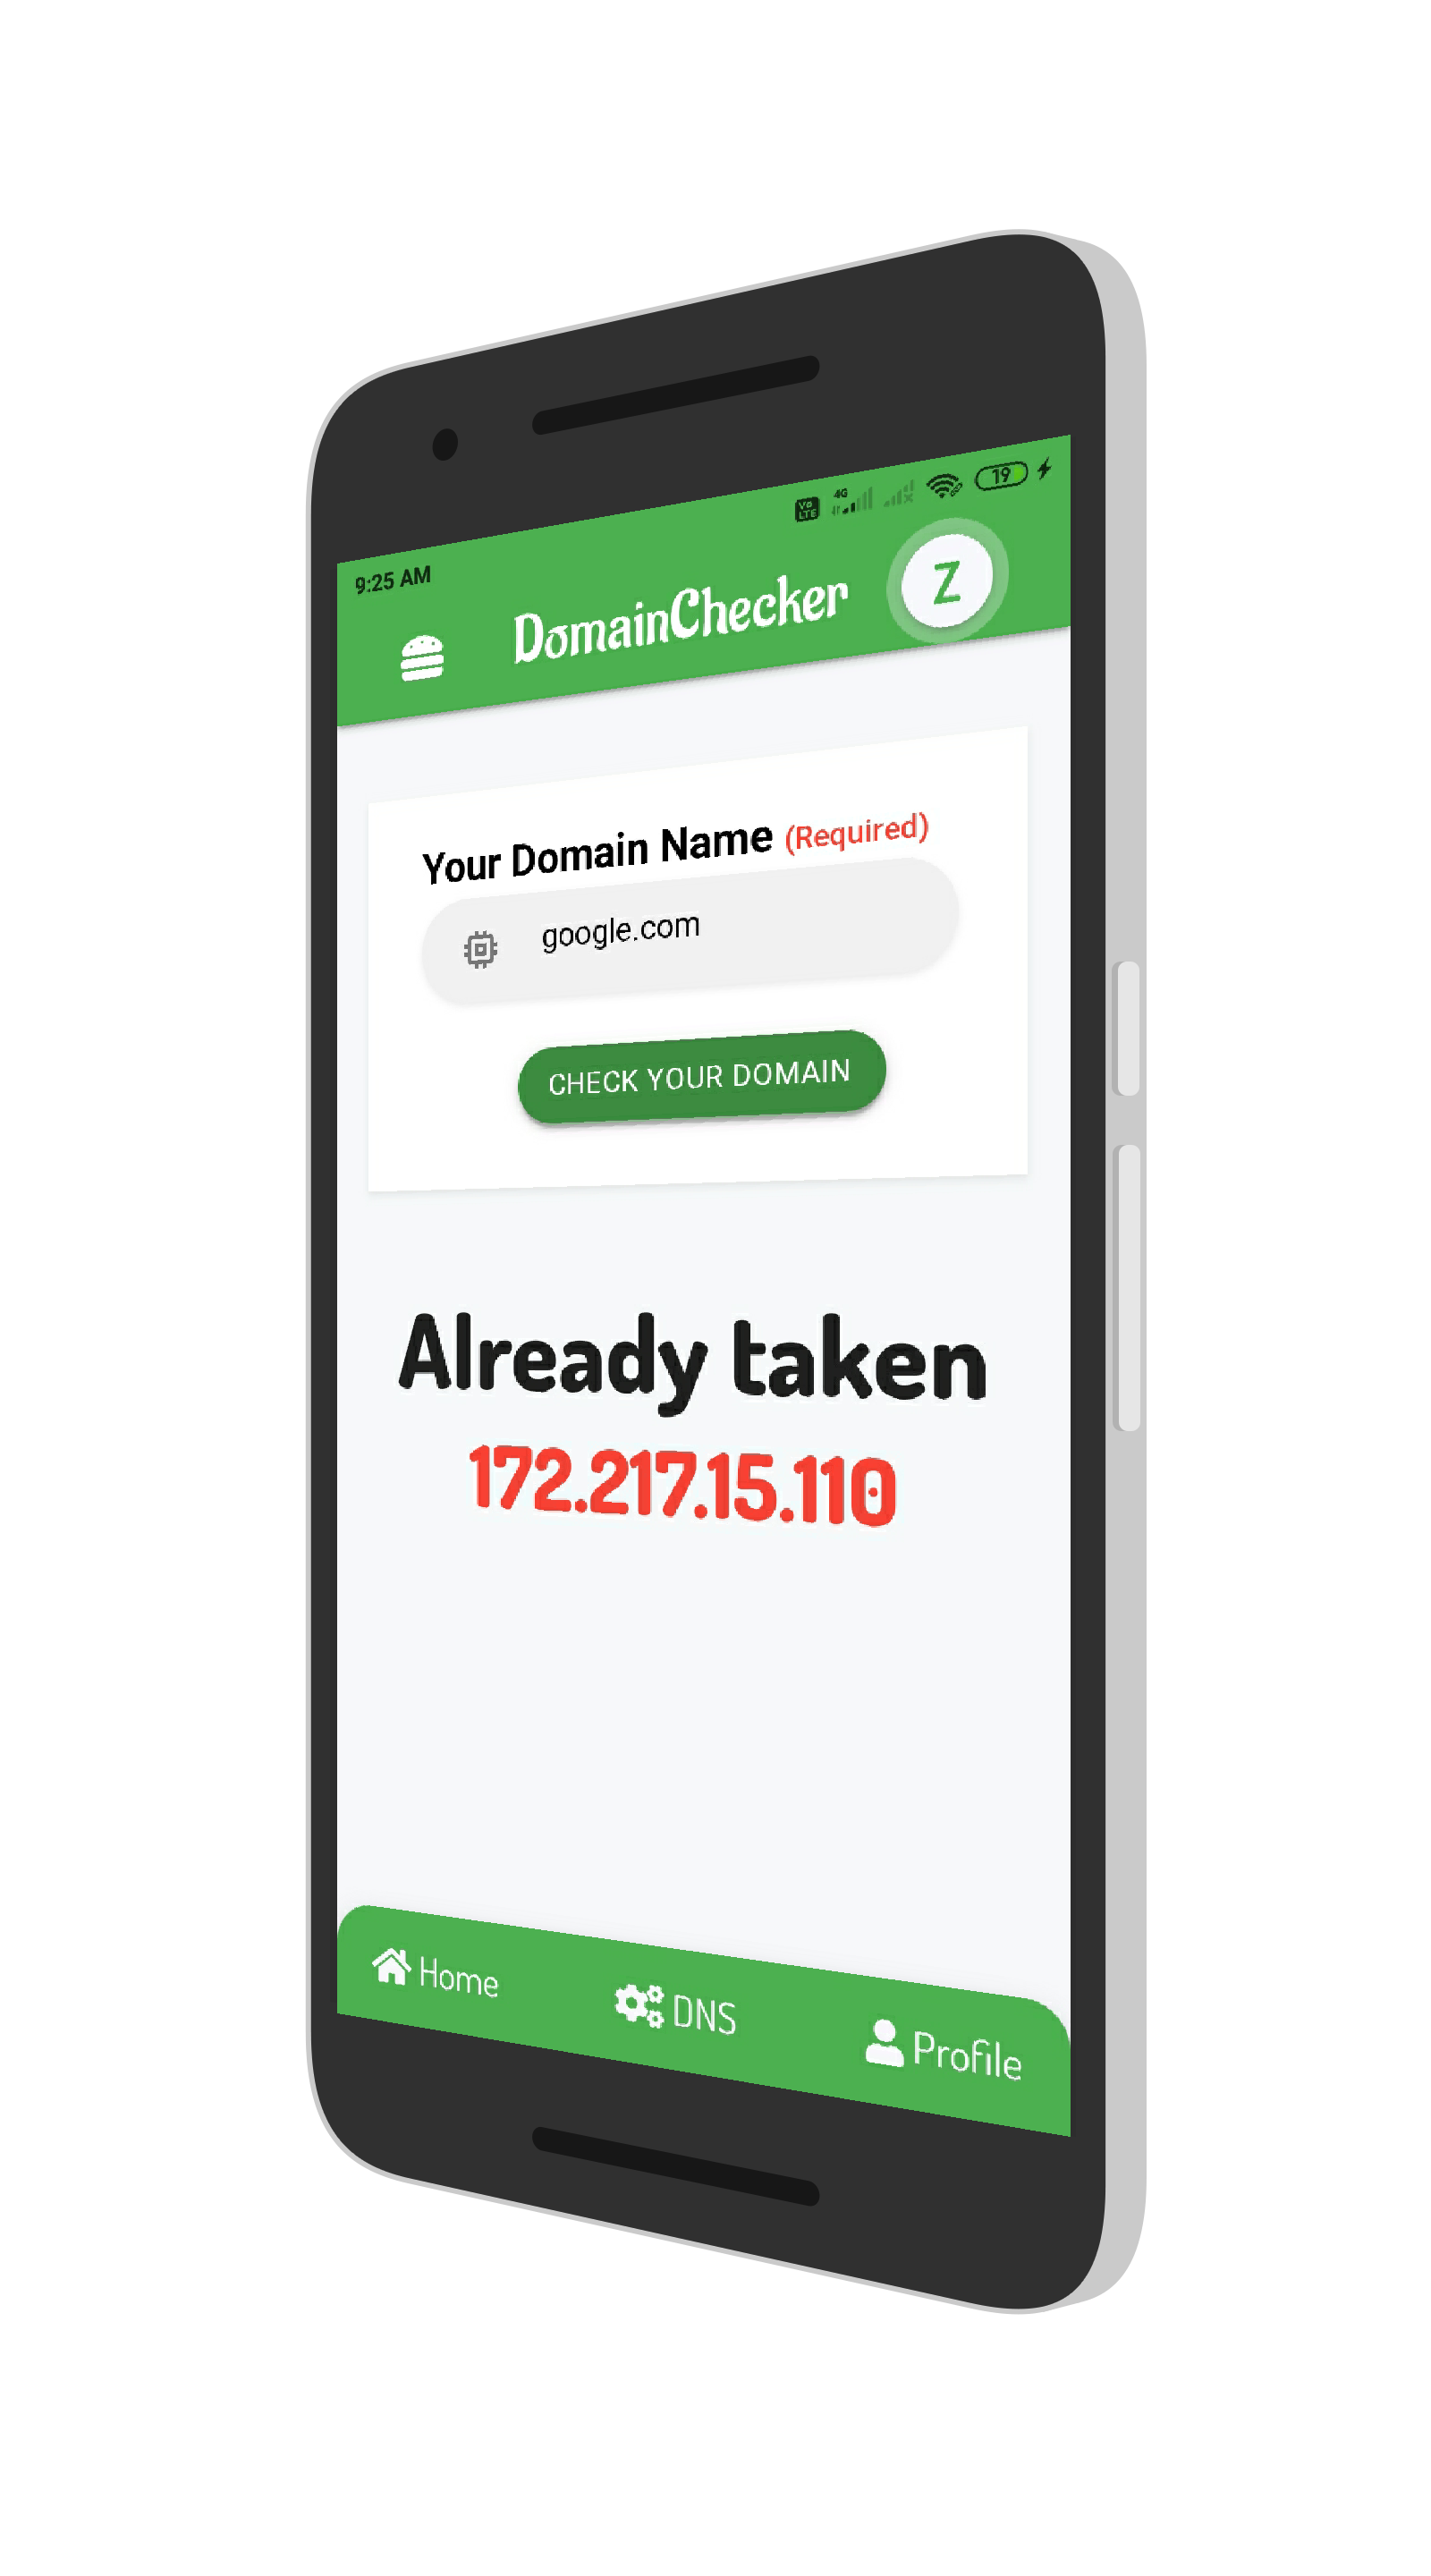 9:25 AM
Vo LTE 4G 19
DomainChecker
Z
Your Domain Name (Required)
google.com
CHECK YOUR DOMAIN
Already taken
172.217.15.110
Home DNS Profile